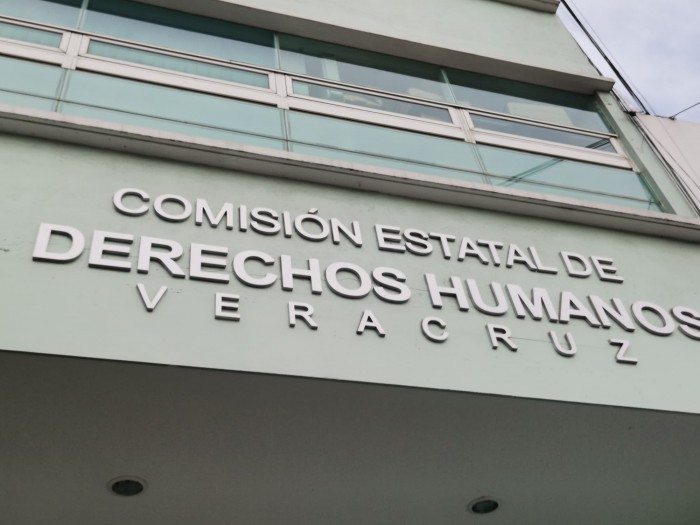 COMISIÓN ESTATAL DE
DERECHOS HUMANOS
VERACRUZ